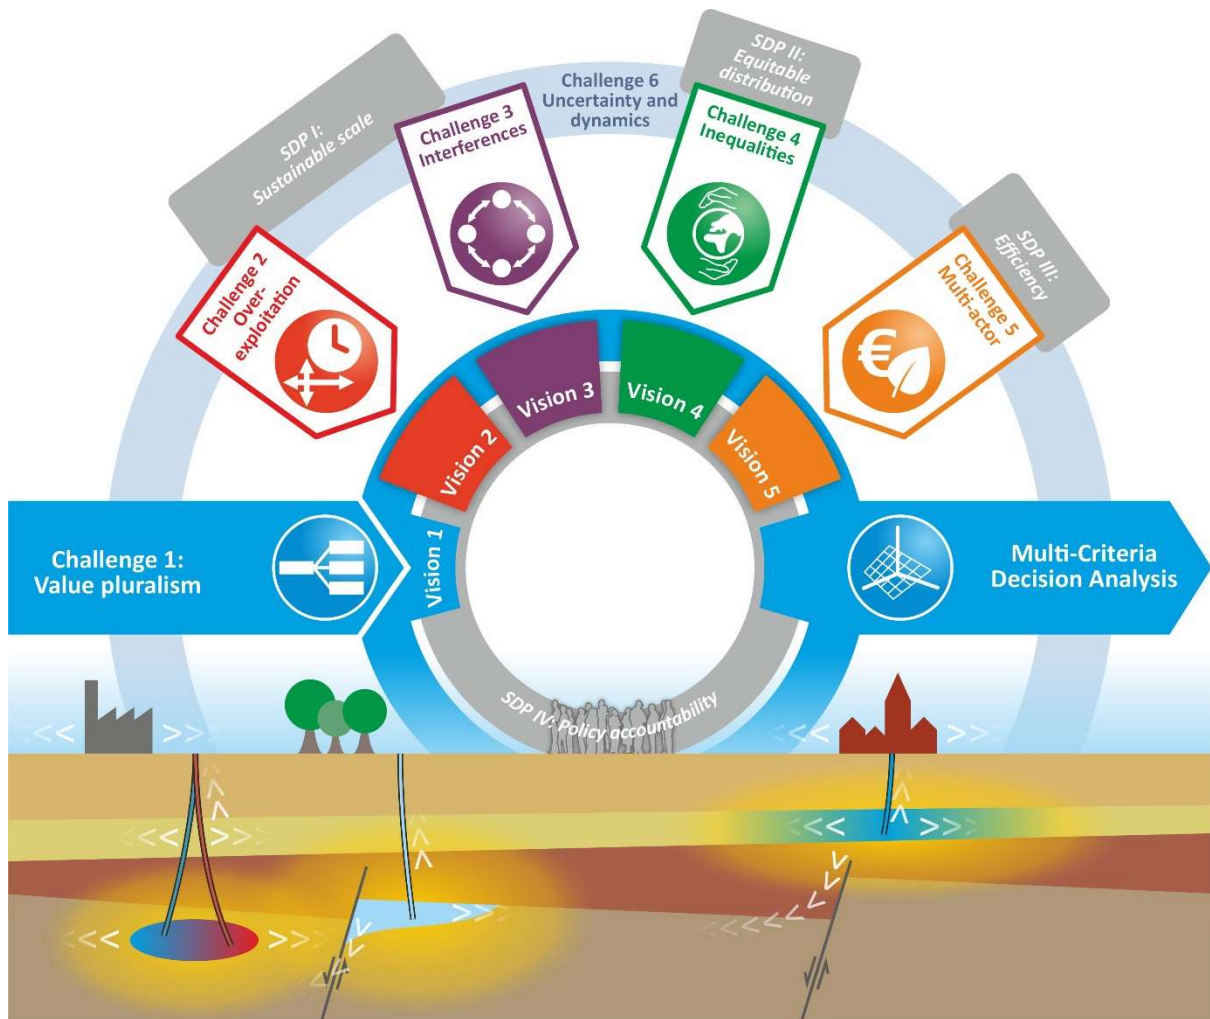 SDP I:
Sustainable scale
Challenge 6
Uncertainty and
dynamics
SDP II:
Equitable
distribution
SDP III:
Efficiency
Challenge 2
Over-
exploitation
Challenge 3
Interferences
Challenge 4
Inequalities
Challenge 5
Multi-actor
€
Vision 1
Vision 2
Vision 3
Vision 4
Vision 5
Challenge 1:
Value pluralism
Multi-Criteria
Decision Analysis
SDP IV: Policy accountability